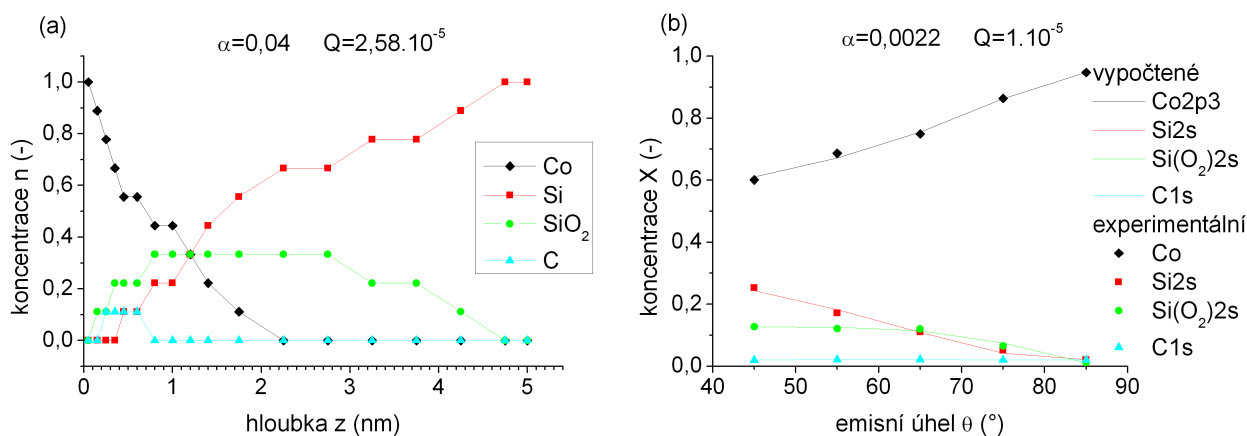 (a)
α=0,04 Q=2,58.10⁻⁵
1,0
0,8
0,6
0,4
0,2
0,0
koncentrace n (-)
0 1 2 3 4 5
hloubka z (nm)
Co
Si
SiO₂
C
(b)
α=0,0022 Q=1.10⁻⁵
1,0
0,8
0,6
0,4
0,2
0,0
koncentrace X (-)
40 50 60 70 80 90
emisní úhel θ (°)
vypočtené
Co2p3
Si2s
Si(O₂)2s
C1s
experimentální
Co
Si2s
Si(O₂)2s
C1s